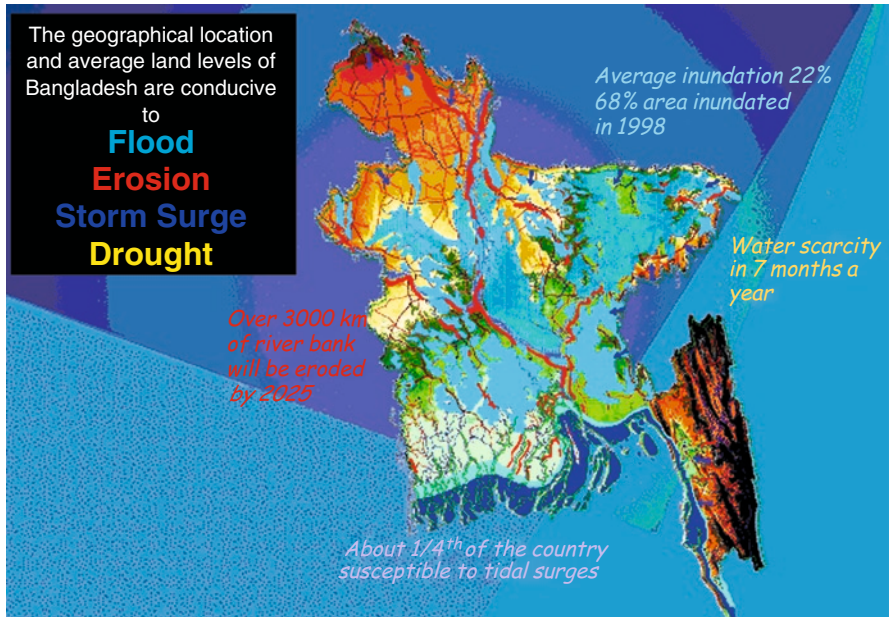 The geographical location
and average land levels of
Bangladesh are conducive
to
Flood
Erosion
Storm Surge
Drought
Average inundation 22%
68% area inundated
in 1998
Water scarcity
in 7 months a
year
Over 3000 km
of river bank
will be eroded
by 2025
About 1/4th of the country
susceptible to tidal surges